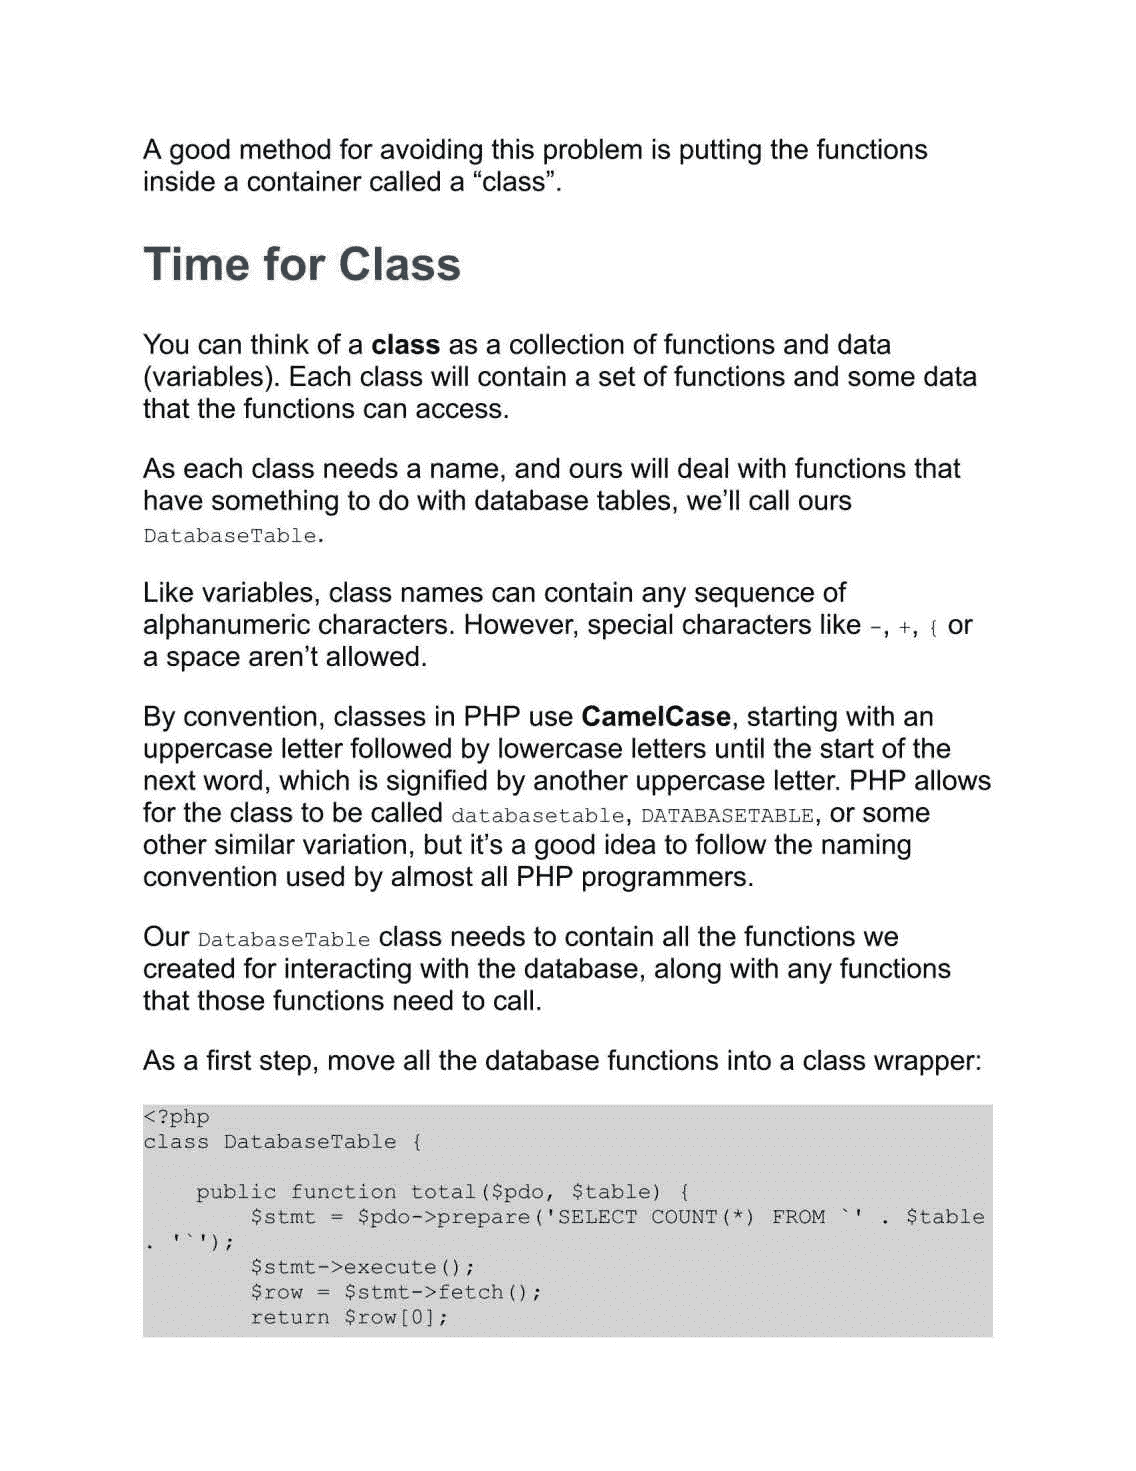 A good method for avoiding this problem is putting the functions
inside a container called a “class”.
Time for Class
You can think of a class as a collection of functions and data
(variables). Each class will contain a set of functions and some data
that the functions can access.
As each class needs a name, and ours will deal with functions that
have something to do with database tables, we’ll call ours
DatabaseTable.
Like variables, class names can contain any sequence of
alphanumeric characters. However, special characters like -, +, { or
a space aren’t allowed.
By convention, classes in PHP use CamelCase, starting with an
uppercase letter followed by lowercase letters until the start of the
next word, which is signified by another uppercase letter. PHP allows
for the class to be called databasetable, DATABASETABLE, or some
other similar variation, but it’s a good idea to follow the naming
convention used by almost all PHP programmers.
Our DatabaseTable class needs to contain all the functions we
created for interacting with the database, along with any functions
that those functions need to call.
As a first step, move all the database functions into a class wrapper:
<?php
class DatabaseTable {
    public function total($pdo, $table) {
        $stmt = $pdo->prepare('SELECT COUNT(*) FROM `' . $table
. '`');
        $stmt->execute();
        $row = $stmt->fetch();
        return $row[0];